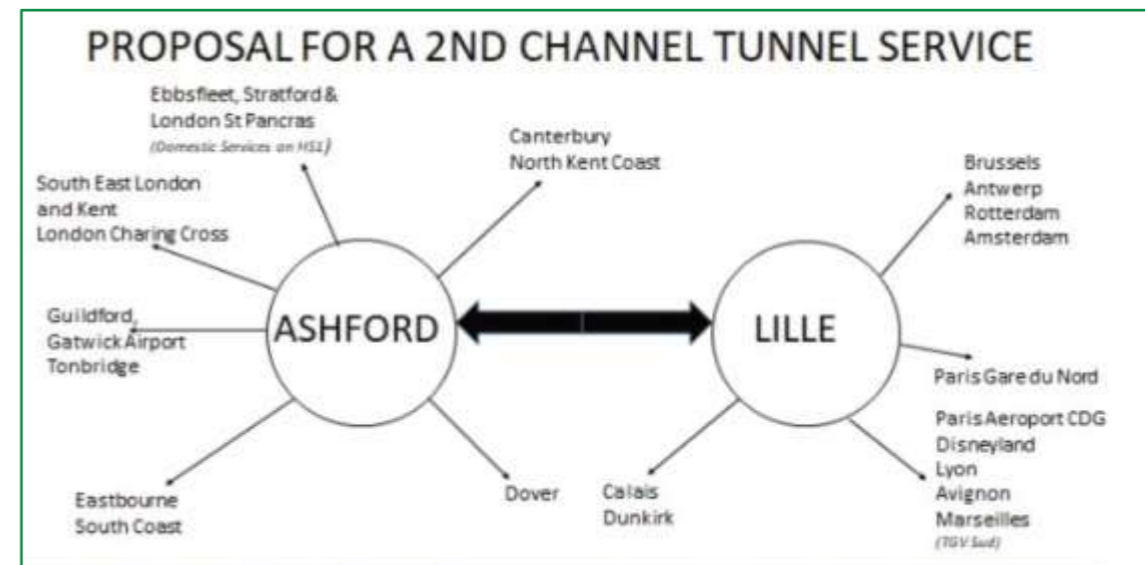 PROPOSAL FOR A 2ND CHANNEL TUNNEL SERVICE
Ebbsfleet, Stratford &
London St Pancras
(Domestic Services on HS1)
Canterbury
North Kent Coast
South East London
and Kent
London Charing Cross
Guildford,
Gatwick Airport
Tonbridge
ASHFORD
Eastbourne
South Coast
Dover
LILLE
Brussels
Antwerp
Rotterdam
Amsterdam
Paris Gare du Nord
Paris Aeroport CDG
Disneyland
Lyon
Avignon
Marseilles
(TGV Sud)
Calais
Dunkirk